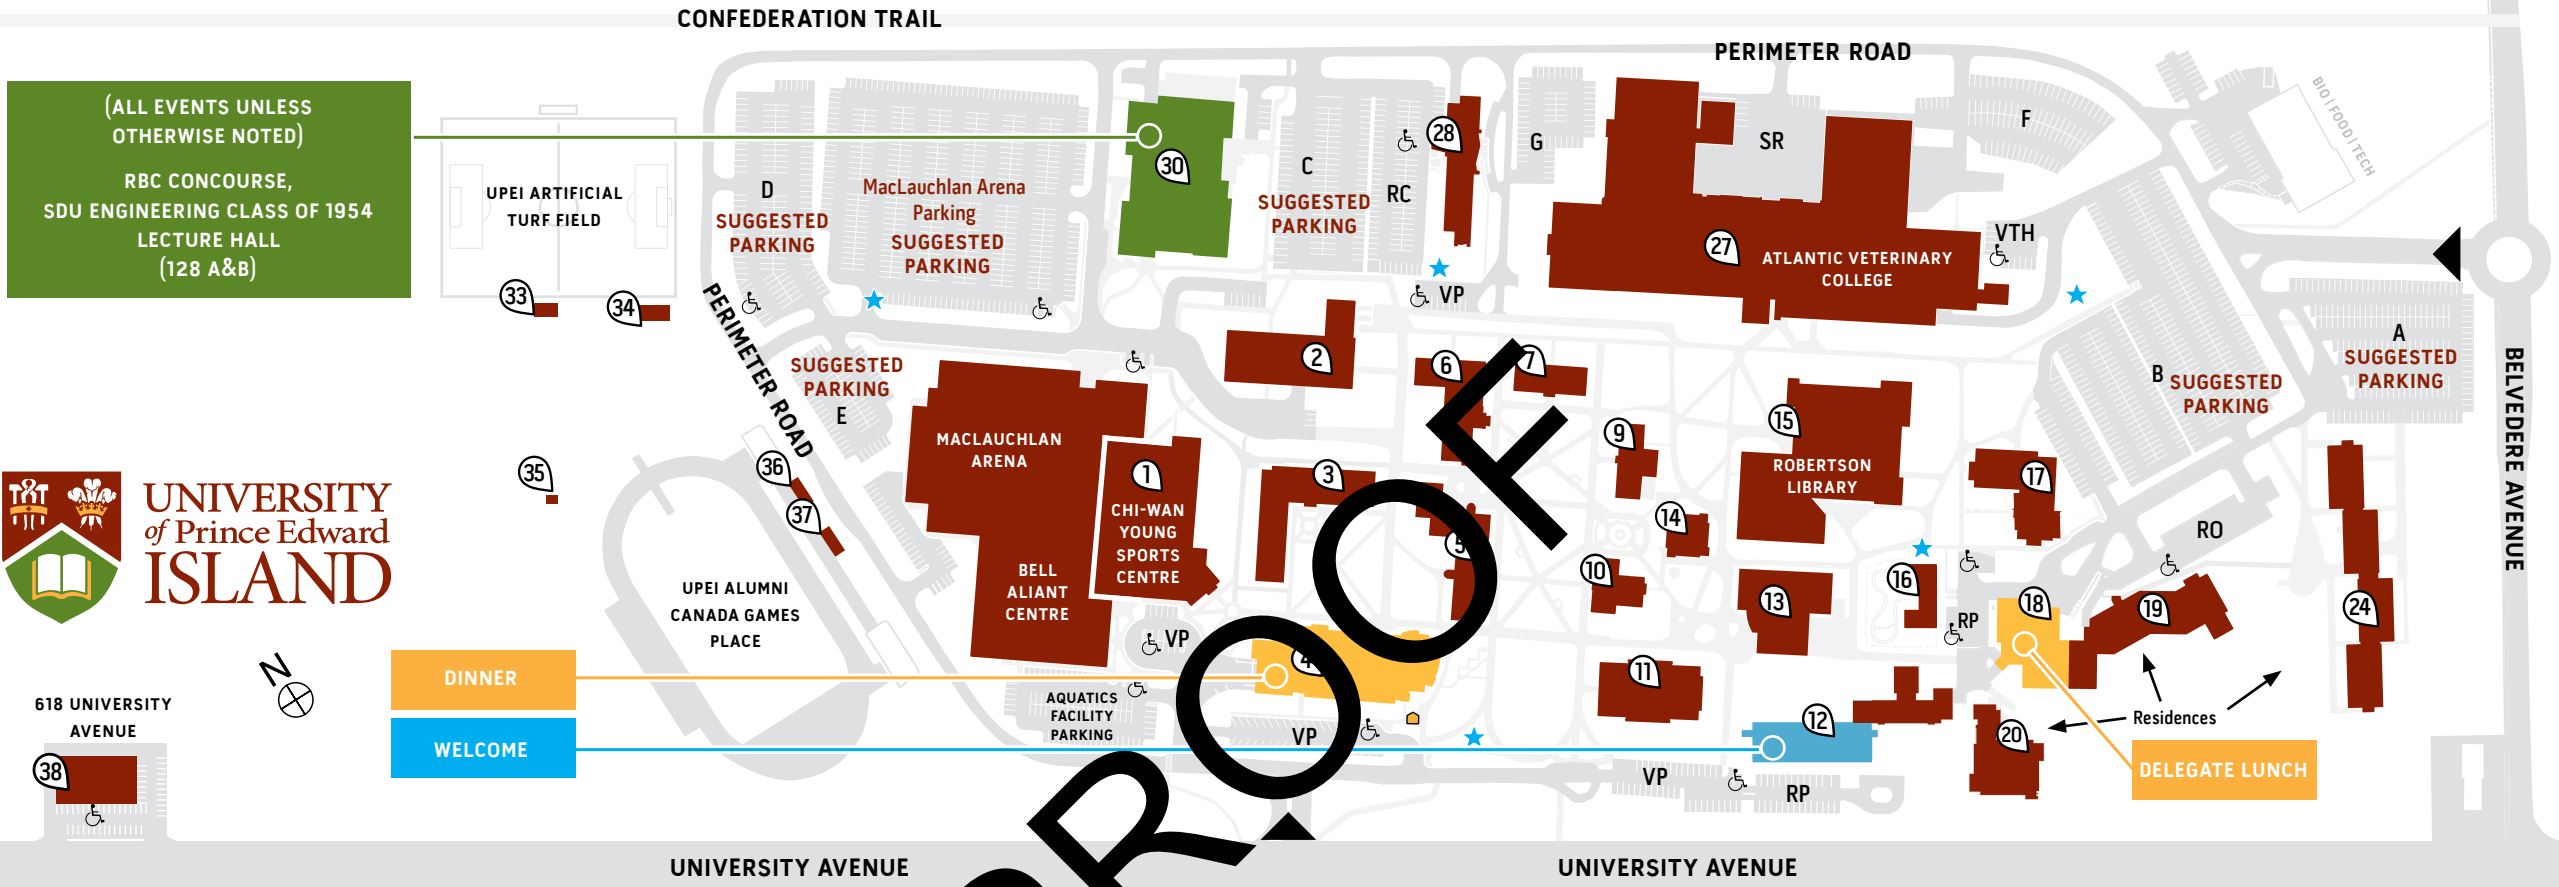 CONFEDERATION TRAIL
PERIMETER ROAD
(ALL EVENTS UNLESS
OTHERWISE NOTED)
RBC CONCOURSE,
SDU ENGINEERING CLASS OF 1954
LECTURE HALL
(128 A&B)
UPEI ARTIFICIAL
TURF FIELD
33
34
D
SUGGESTED
PARKING
MacLauchlan Arena
Parking
SUGGESTED
PARKING
30
C
SUGGESTED
PARKING
RC
28
VP
G
SR
27
ATLANTIC VETERINARY
COLLEGE
F
VTH
BIO | FOOD | TECH
PERIMETER ROAD
SUGGESTED
PARKING
E
2
6
7
A
SUGGESTED
PARKING
B
SUGGESTED
PARKING
BELVEDERE AVENUE
UNIVERSITY
of Prince Edward
ISLAND
35
36
37
MACLAUCHLAN
ARENA
1
CHI-WAN
YOUNG
SPORTS
CENTRE
BELL
ALIANT
CENTRE
3
5
9
14
10
15
ROBERTSON
LIBRARY
17
RO
13
16
RP
18
19
24
UPEI ALUMNI
CANADA GAMES
PLACE
N
618 UNIVERSITY
AVENUE
38
DINNER
WELCOME
VP
4
AQUATICS
FACILITY
PARKING
VP
11
12
20
Residences
DELEGATE LUNCH
VP
RP
UNIVERSITY AVENUE
UNIVERSITY AVENUE
ROOF